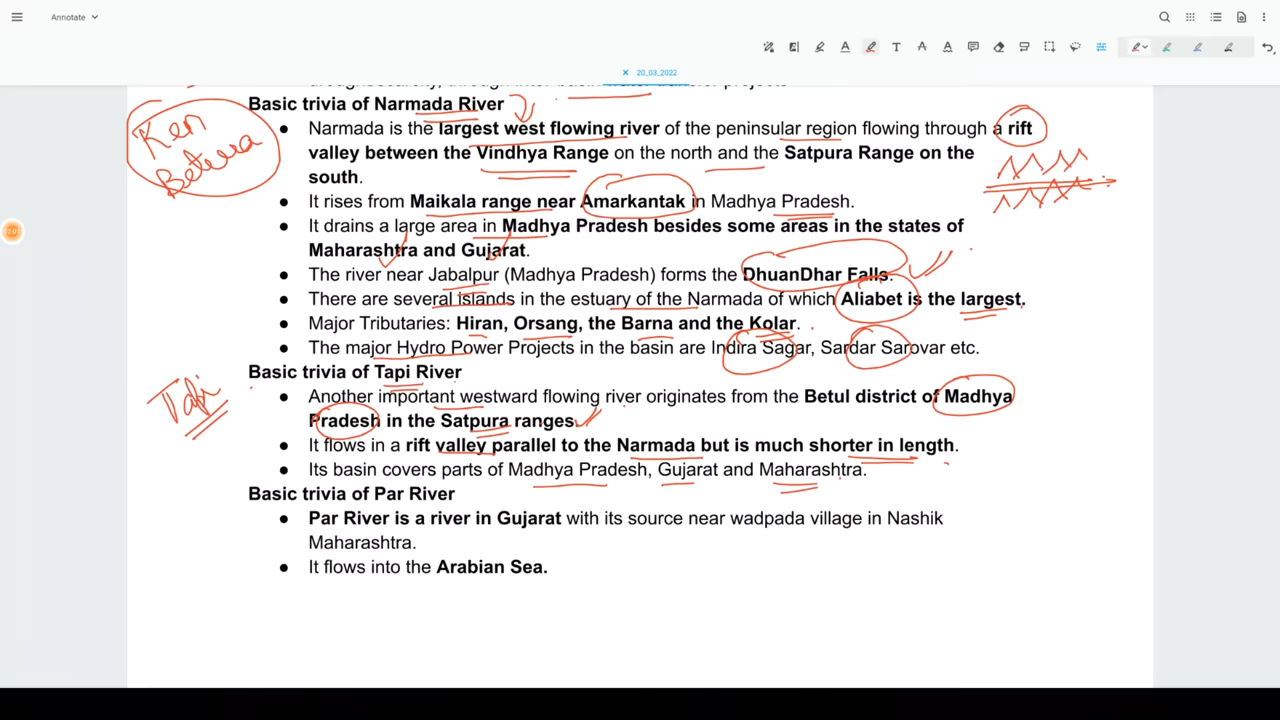 Annotate
20_03_2022
Basic trivia of Narmada River
Ken
Betwa
● Narmada is the largest west flowing river of the peninsular region flowing through a rift
valley between the Vindhya Range on the north and the Satpura Range on the
south.
● It rises from Maikala range near Amarkantak in Madhya Pradesh.
● It drains a large area in Madhya Pradesh besides some areas in the states of
Maharashtra and Gujarat.
● The river near Jabalpur (Madhya Pradesh) forms the DhuanDhar Falls.
● There are several islands in the estuary of the Narmada of which Aliabet is the largest.
● Major Tributaries: Hiran, Orsang, the Barna and the Kolar.
● The major Hydro Power Projects in the basin are Indira Sagar, Sardar Sarovar etc.
Basic trivia of Tapi River
Tapi
● Another important westward flowing river originates from the Betul district of Madhya
Pradesh in the Satpura ranges.
● It flows in a rift valley parallel to the Narmada but is much shorter in length.
● Its basin covers parts of Madhya Pradesh, Gujarat and Maharashtra.
Basic trivia of Par River
● Par River is a river in Gujarat with its source near wadpada village in Nashik
Maharashtra.
● It flows into the Arabian Sea.